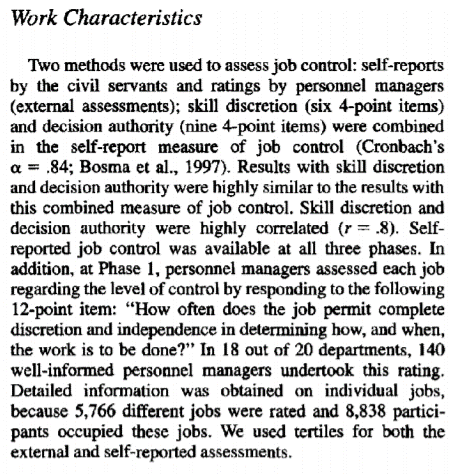 Work Characteristics
Two methods were used to assess job control: self-reports
by the civil servants and ratings by personnel managers
(external assessments); skill discretion (six 4-point items)
and decision authority (nine 4-point items) were combined
in the self-report measure of job control (Cronbach's
α = .84; Bosma et al., 1997). Results with skill discretion
and decision authority were highly similar to the results with
this combined measure of job control. Skill discretion and
decision authority were highly correlated (r = .8). Self-
reported job control was available at all three phases. In
addition, at Phase 1, personnel managers assessed each job
regarding the level of control by responding to the following
12-point item: “How often does the job permit complete
discretion and independence in determining how, and when,
the work is to be done?” In 18 out of 20 departments, 140
well-informed personnel managers undertook this rating.
Detailed information was obtained on individual jobs,
because 5,766 different jobs were rated and 8,838 partici-
pants occupied these jobs. We used tertiles for both the
external and self-reported assessments.